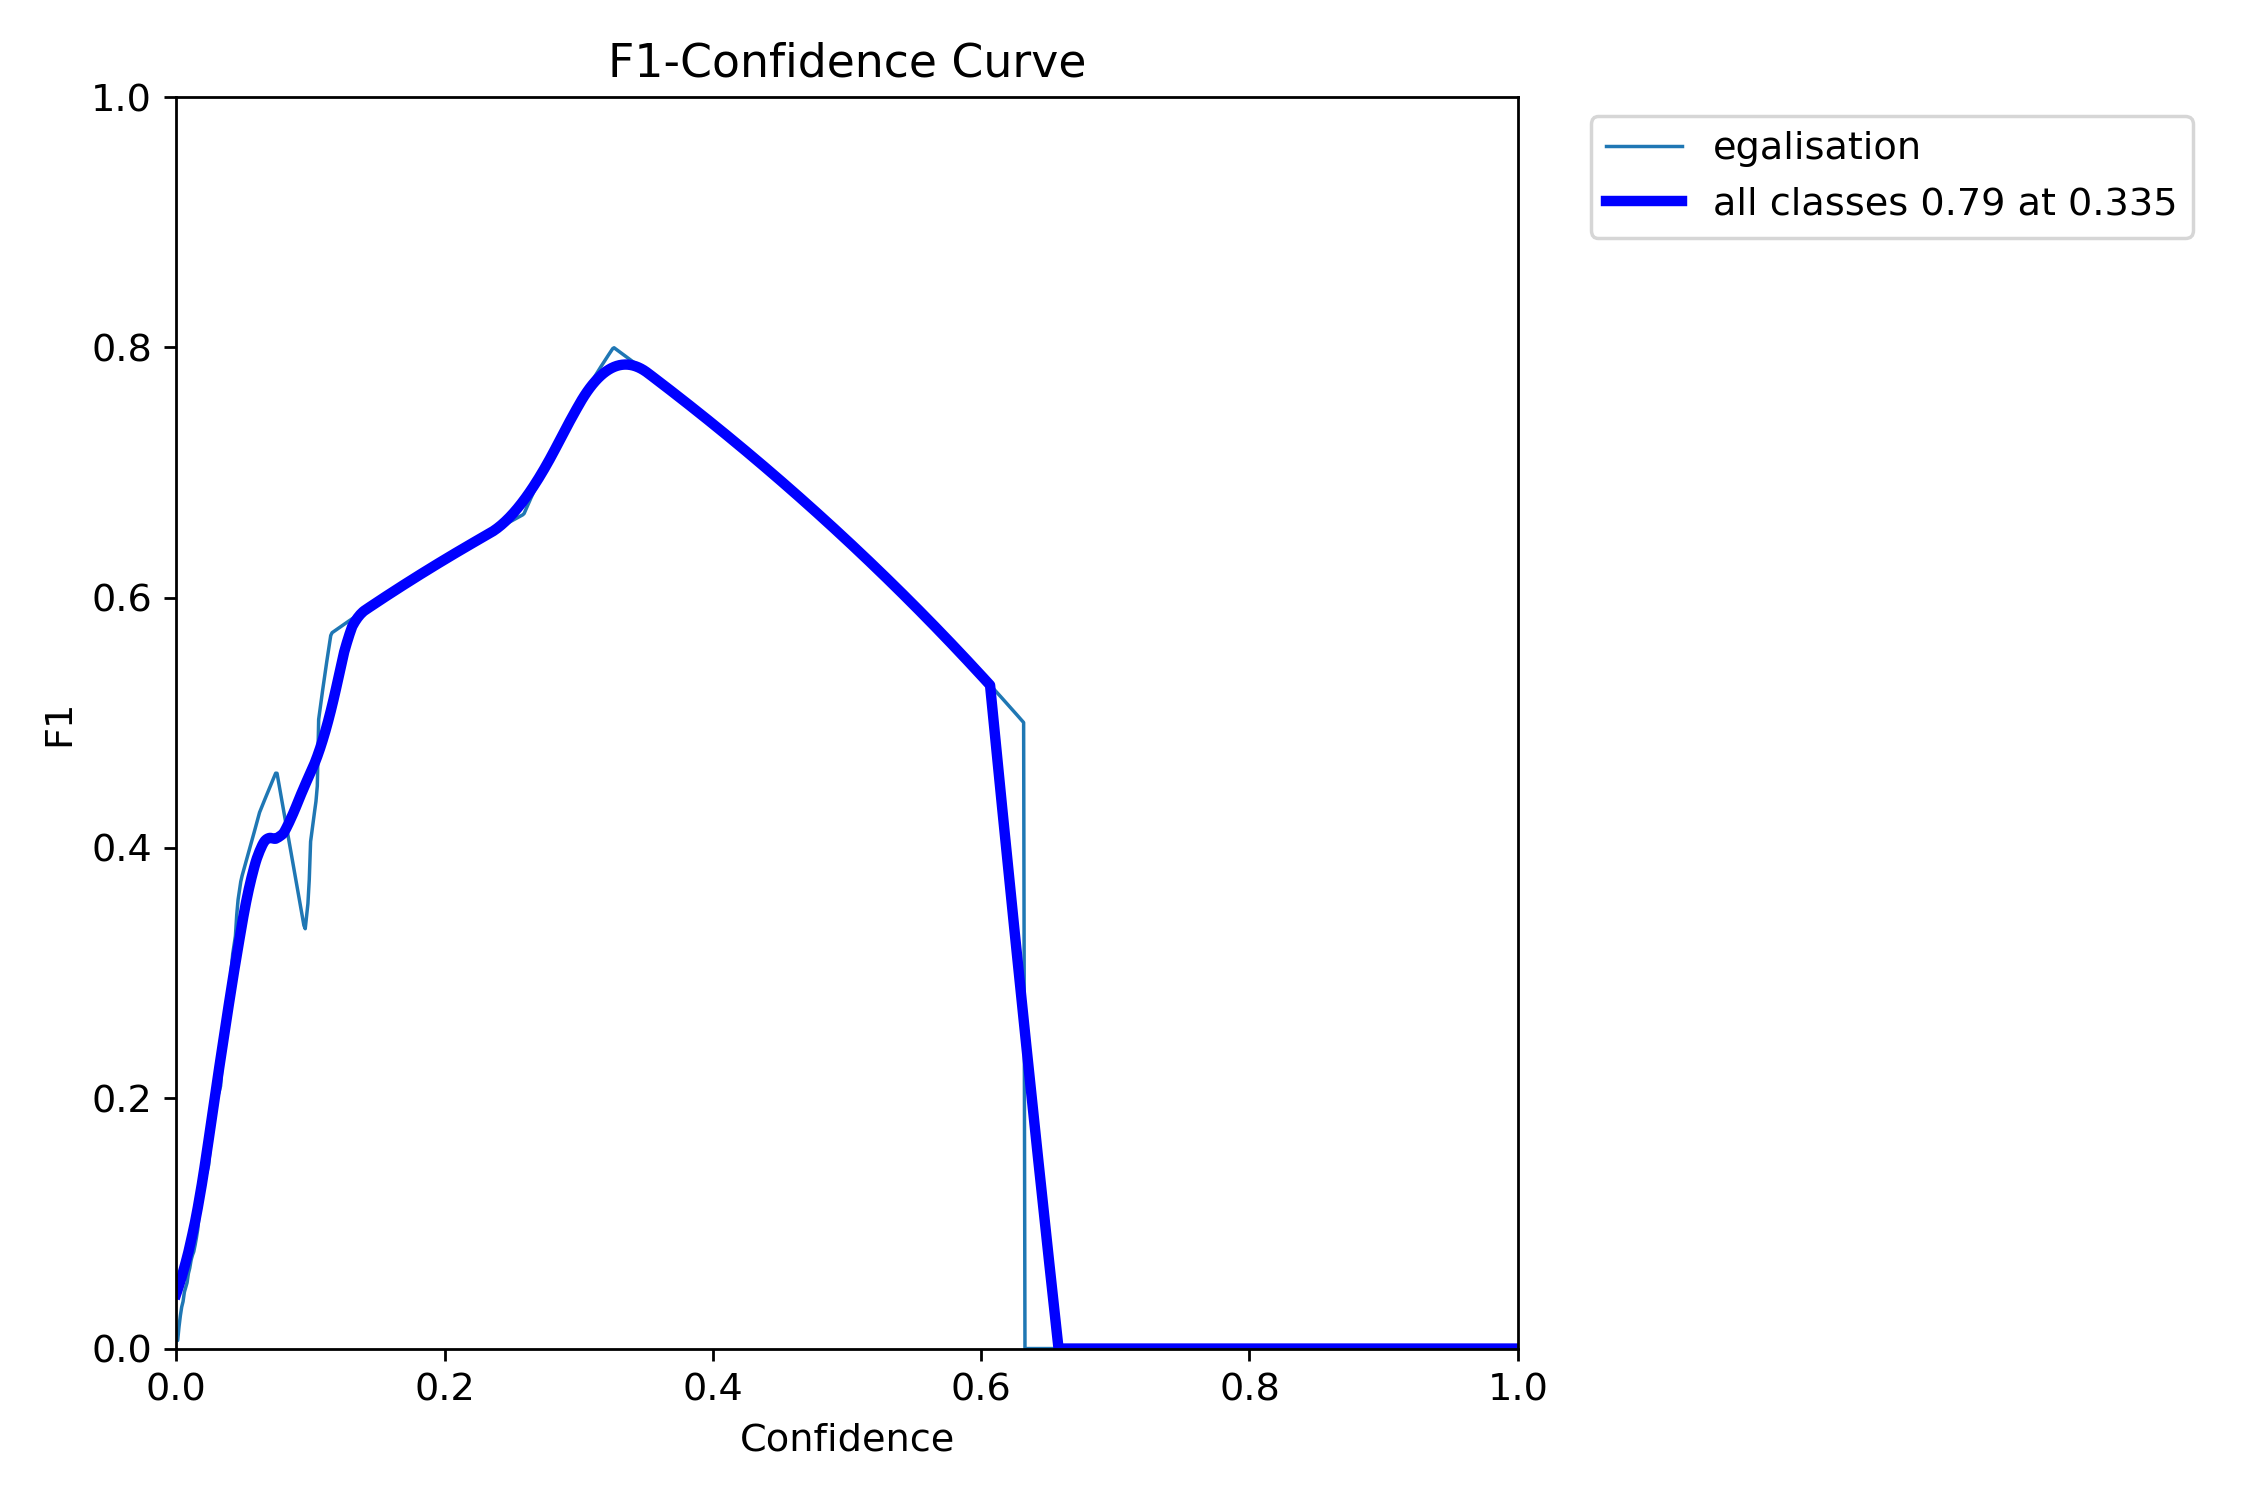 F1-Confidence Curve
egalisation
all classes 0.79 at 0.335
F1
1.0
0.8
0.6
0.4
0.2
0.0
0.0 0.2 0.4 0.6 0.8 1.0
Confidence